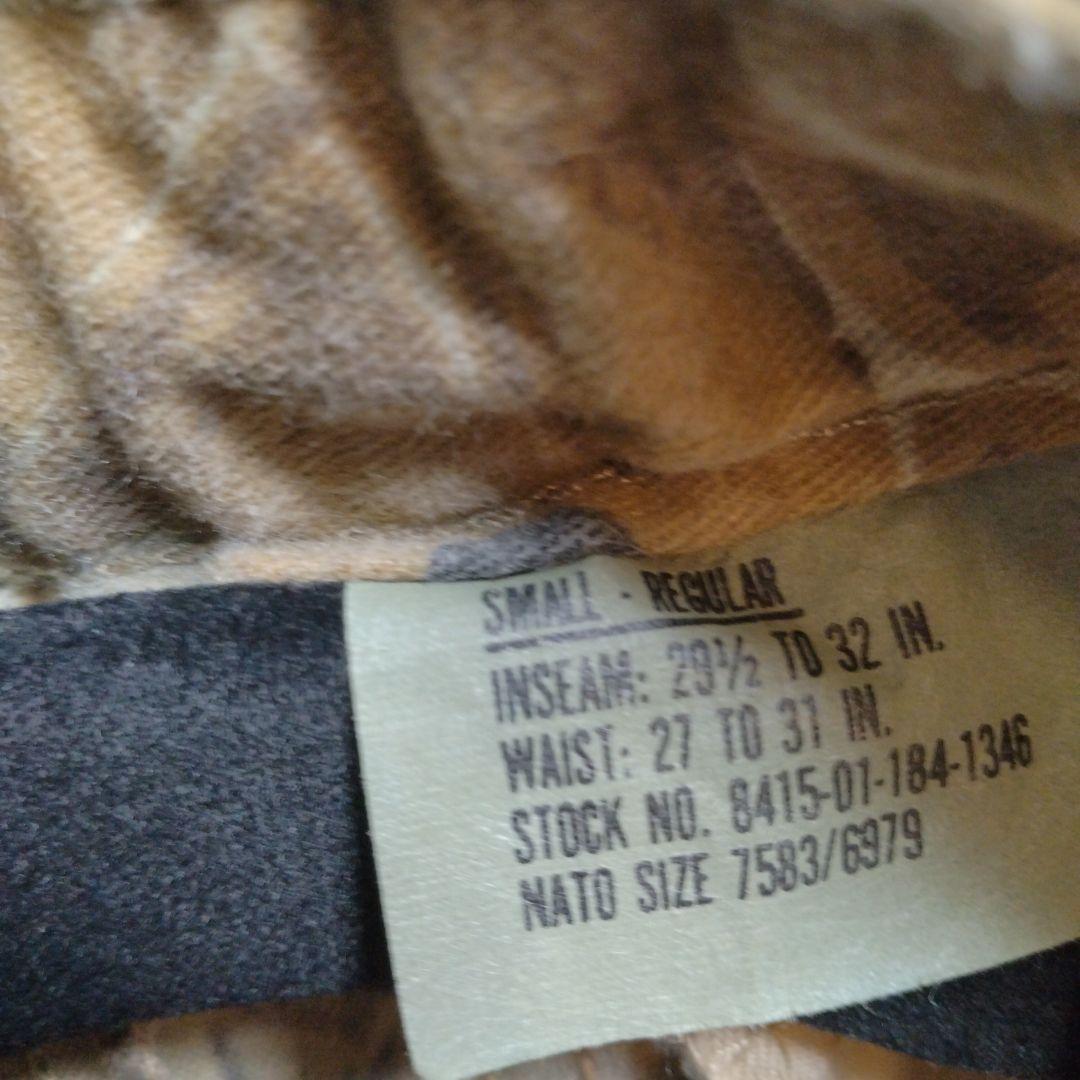 SMALL - REGULAR
INSEAM: 29½ TO 32 IN.
WAIST: 27 TO 31 IN.
STOCK NO. 8415-01-184-1346
NATO SIZE 7583/6979